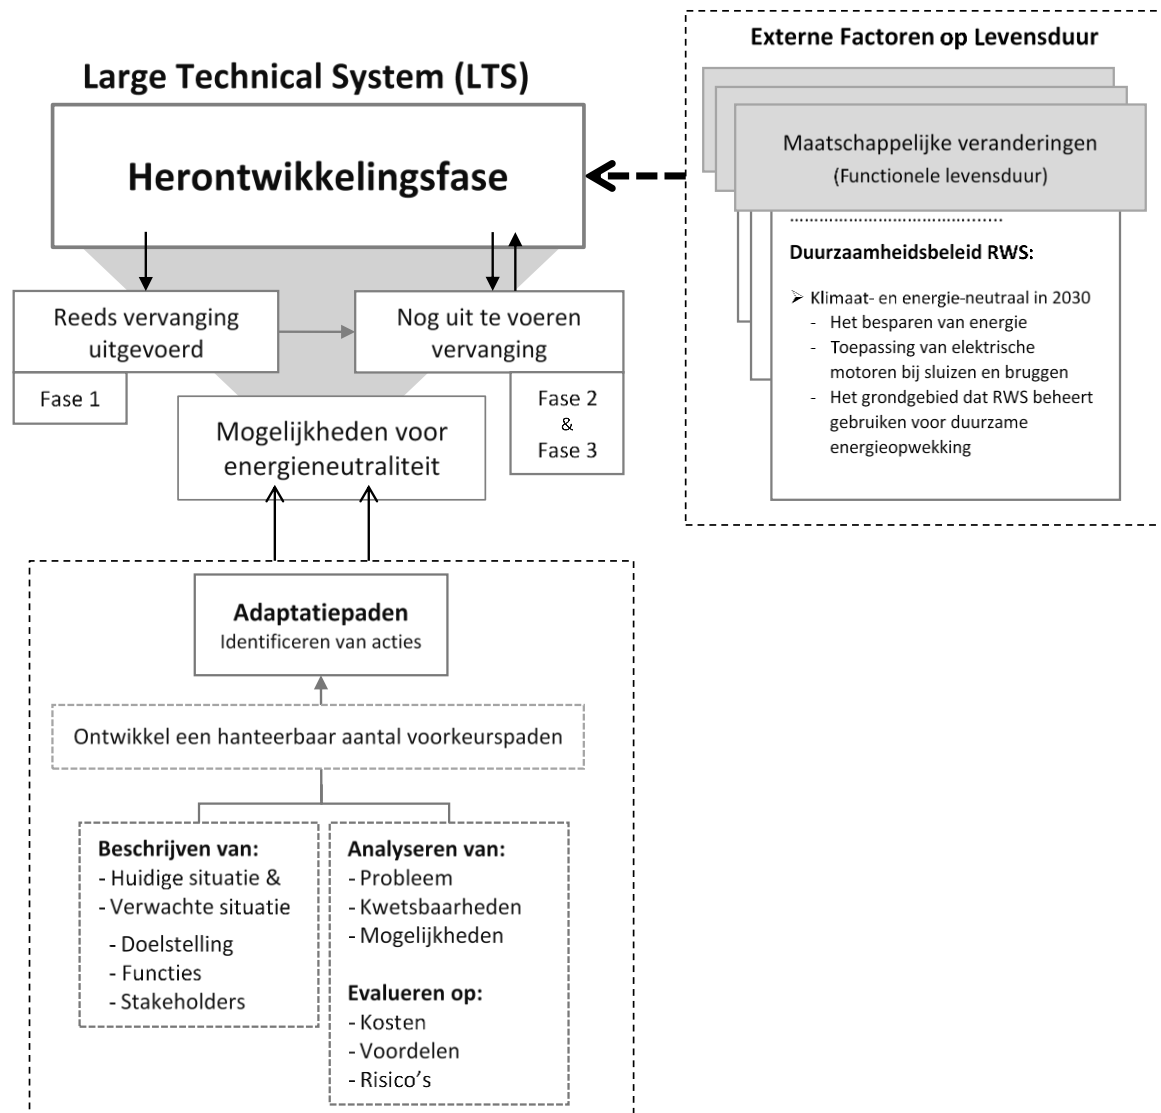 Large Technical System (LTS)
Herontwikkelingsfase
Reeds vervanging
uitgevoerd
Fase 1
Nog uit te voeren
vervanging
Fase 2
&
Fase 3
Mogelijkheden voor
energieneutraliteit
Externe Factoren op Levensduur
Maatschappelijke veranderingen
(Functionele levensduur)
..........................................
Duurzaamheidsbeleid RWS:
➢ Klimaat- en energie-neutraal in 2030
- Het besparen van energie
- Toepassing van elektrische
motoren bij sluizen en bruggen
- Het grondgebied dat RWS beheert
gebruiken voor duurzame
energieopwekking
Adaptatiepaden
Identificeren van acties
Ontwikkel een hanteerbaar aantal voorkeurspaden
Beschrijven van:
- Huidige situatie &
- Verwachte situatie
- Doelstelling
- Functies
- Stakeholders
Analyseren van:
- Probleem
- Kwetsbaarheden
- Mogelijkheden
Evalueren op:
- Kosten
- Voordelen
- Risico's